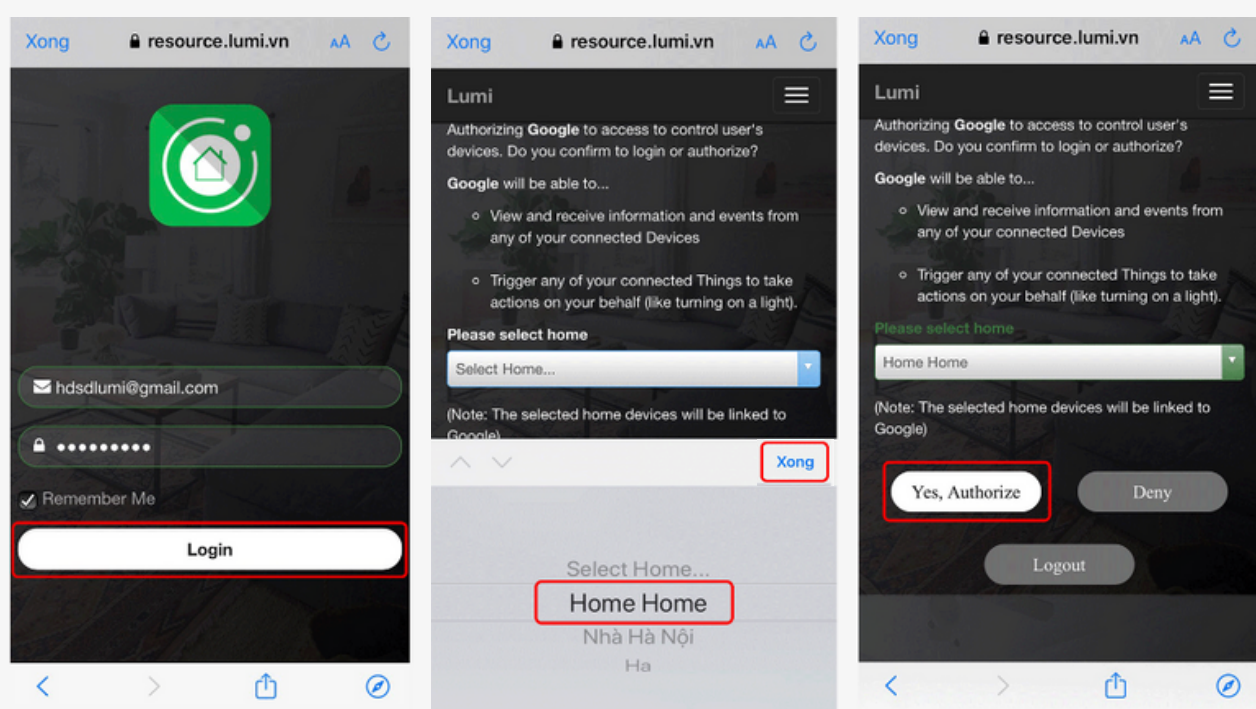 Xong
resource.lumi.vn
AA
hdsdlumi@gmail.com
•••••••••
Remember Me
Login
Xong
resource.lumi.vn
AA
Lumi
Authorizing Google to access to control user's
devices. Do you confirm to login or authorize?
Google will be able to...
View and receive information and events from
any of your connected Devices
Trigger any of your connected Things to take
actions on your behalf (like turning on a light).
Please select home
Select Home...
(Note: The selected home devices will be linked to
Google)
Xong
Select Home...
Home Home
Nhà Hà Nội
Ha
Xong
resource.lumi.vn
AA
Lumi
Authorizing Google to access to control user's
devices. Do you confirm to login or authorize?
Google will be able to...
View and receive information and events from
any of your connected Devices
Trigger any of your connected Things to take
actions on your behalf (like turning on a light).
Please select home
Home Home
(Note: The selected home devices will be linked to
Google)
Yes, Authorize
Deny
Logout